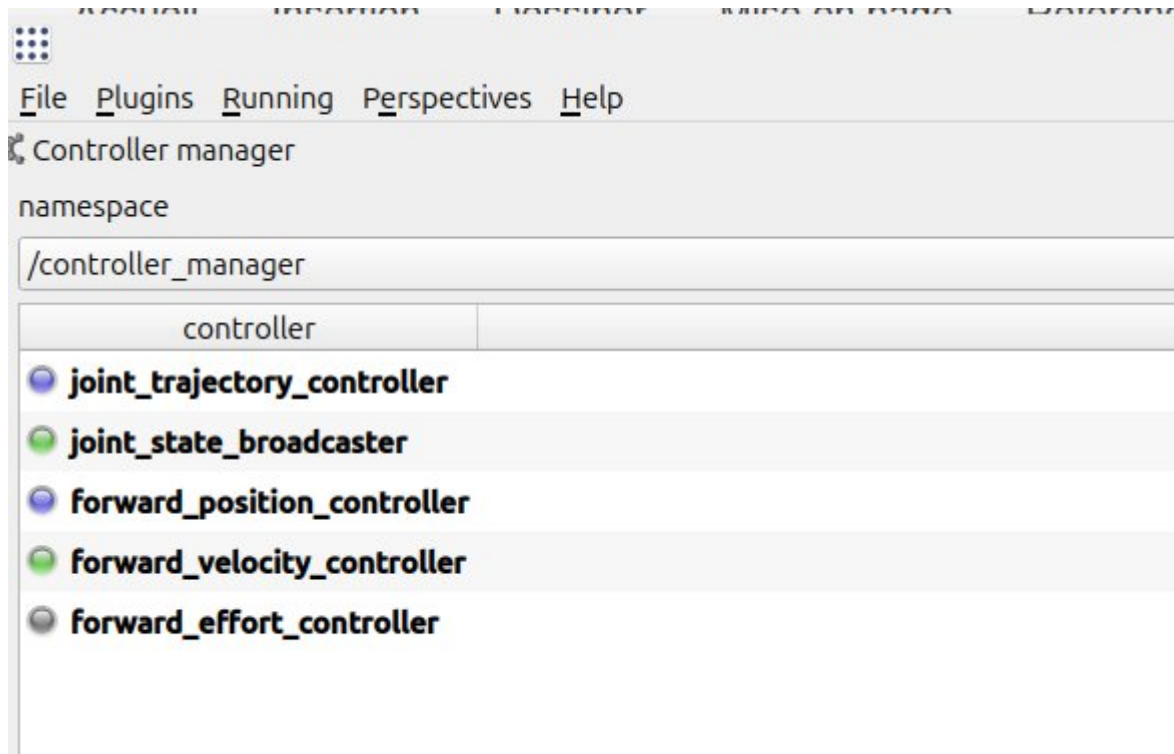 File Plugins Running Perspectives Help
Controller manager
namespace
/controller_manager
controller
joint_trajectory_controller
joint_state_broadcaster
forward_position_controller
forward_velocity_controller
forward_effort_controller